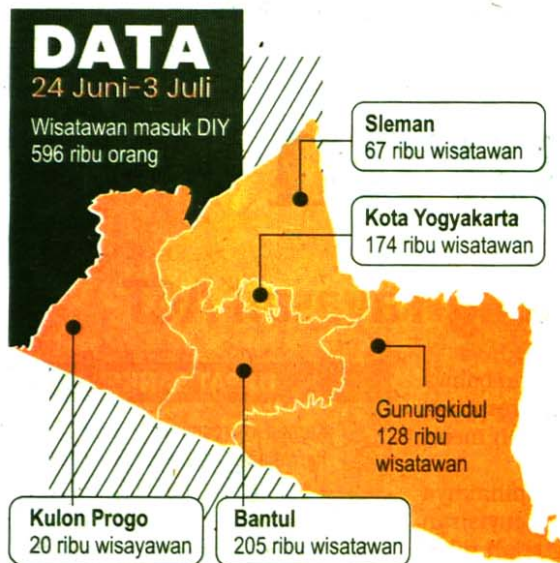 DATA
24 Juni-3 Juli
Wisatawan masuk DIY
596 ribu orang
Sleman
67 ribu wisatawan
Kota Yogyakarta
174 ribu wisatawan
Gunungkidul
128 ribu
wisatawan
Kulon Progo
20 ribu wisayawan
Bantul
205 ribu wisatawan